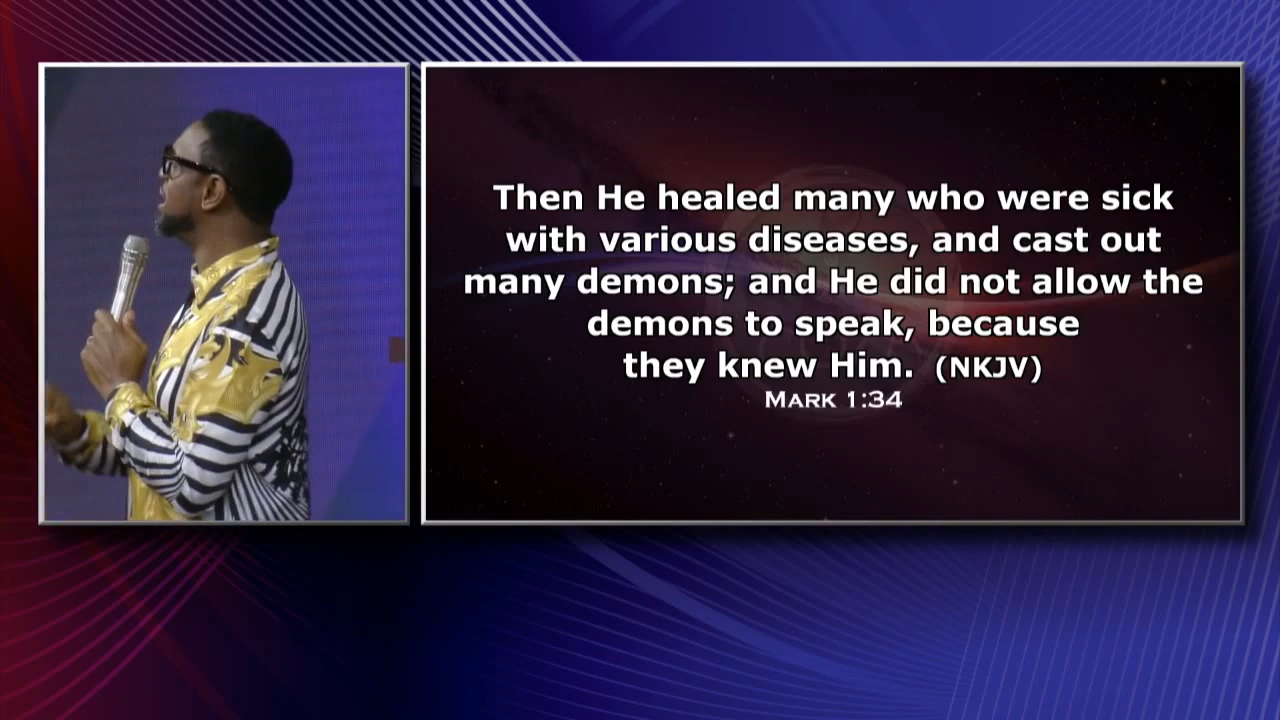 Then He healed many who were sick
with various diseases, and cast out
many demons; and He did not allow the
demons to speak, because
they knew Him. (NKJV)
Mark 1:34